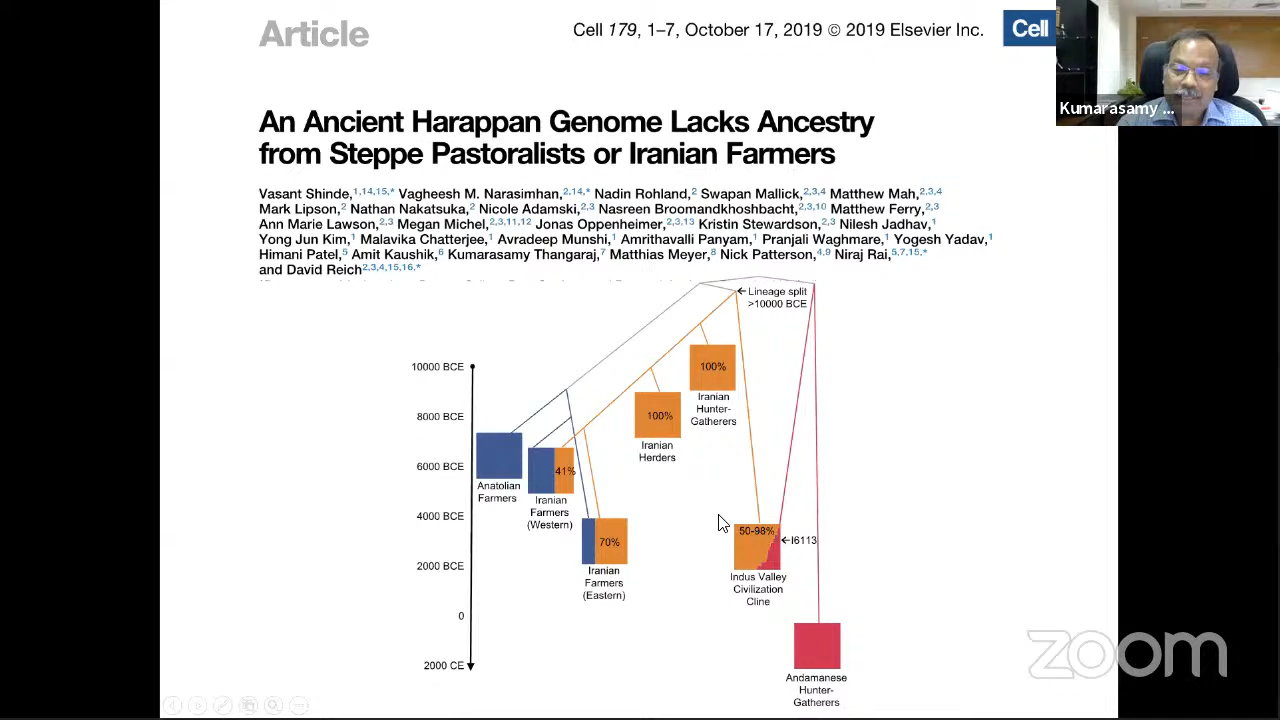 Article
Cell 179, 1–7, October 17, 2019 © 2019 Elsevier Inc.
Cell
Kumarasamy ...
An Ancient Harappan Genome Lacks Ancestry
from Steppe Pastoralists or Iranian Farmers
Vasant Shinde,1,14,15,* Vagheesh M. Narasimhan,2,14,* Nadin Rohland,2 Swapan Mallick,2,3,4 Matthew Mah,2,3,4
Mark Lipson,2 Nathan Nakatsuka,2 Nicole Adamski,2,3 Nasreen Broomandkhoshbacht,2,3,10 Matthew Ferry,2,3
Ann Marie Lawson,2,3 Megan Michel,2,3,11,12 Jonas Oppenheimer,2,3,13 Kristin Stewardson,2,3 Nilesh Jadhav,1
Yong Jun Kim,1 Malavika Chatterjee,1 Avradeep Munshi,1 Amrithavalli Panyam,1 Pranjali Waghmare,1 Yogesh Yadav,1
Himani Patel,5 Amit Kaushik,6 Kumarasamy Thangaraj,7 Matthias Meyer,8 Nick Patterson,4,9 Niraj Rai,5,7,15,*
and David Reich2,3,4,15,16,*
←Lineage split
>10000 BCE
10000 BCE
8000 BCE
6000 BCE
4000 BCE
2000 BCE
0
2000 CE
100%
Iranian
Hunter-
Gatherers
100%
Iranian
Herders
Anatolian
Farmers
41%
Iranian
Farmers
(Western)
70%
Iranian
Farmers
(Eastern)
50-98%
←I6113
Indus Valley
Civilization
Cline
Andamanese
Hunter-
Gatherers
zoom